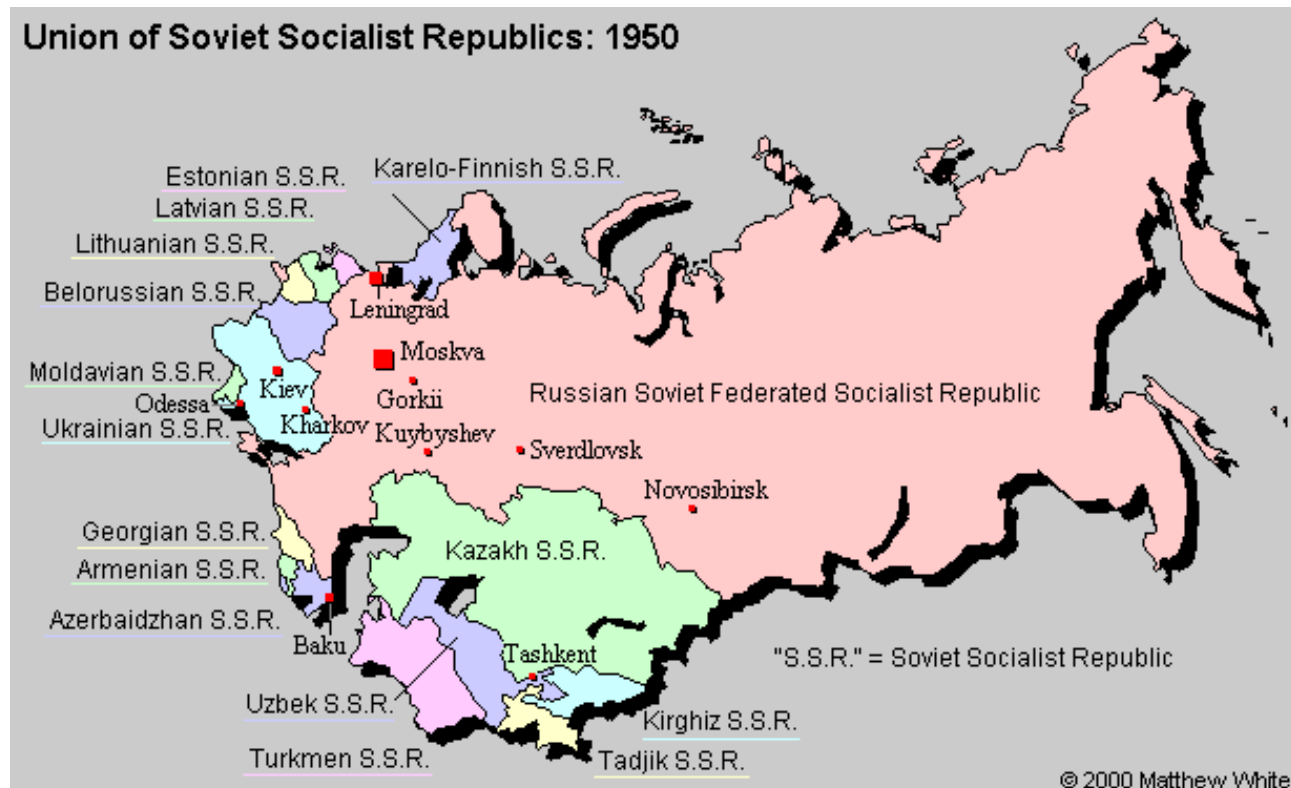 Union of Soviet Socialist Republics: 1950
Karelo-Finnish S.S.R.
Estonian S.S.R.
Latvian S.S.R.
Lithuanian S.S.R.
Belorussian S.S.R.
Leningrad
Moskva
Moldavian S.S.R.
Kiev
Gorkii
Russian Soviet Federated Socialist Republic
Odessa
Kharkov
Ukrainian S.S.R.
Kuybyshev
Sverdlovsk
Novosibirsk
Georgian S.S.R.
Kazakh S.S.R.
Armenian S.S.R.
Azerbaidzhan S.S.R.
Baku
Tashkent
"S.S.R." = Soviet Socialist Republic
Uzbek S.S.R.
Kirghiz S.S.R.
Turkmen S.S.R.
Tadjik S.S.R.
© 2000 Matthew White